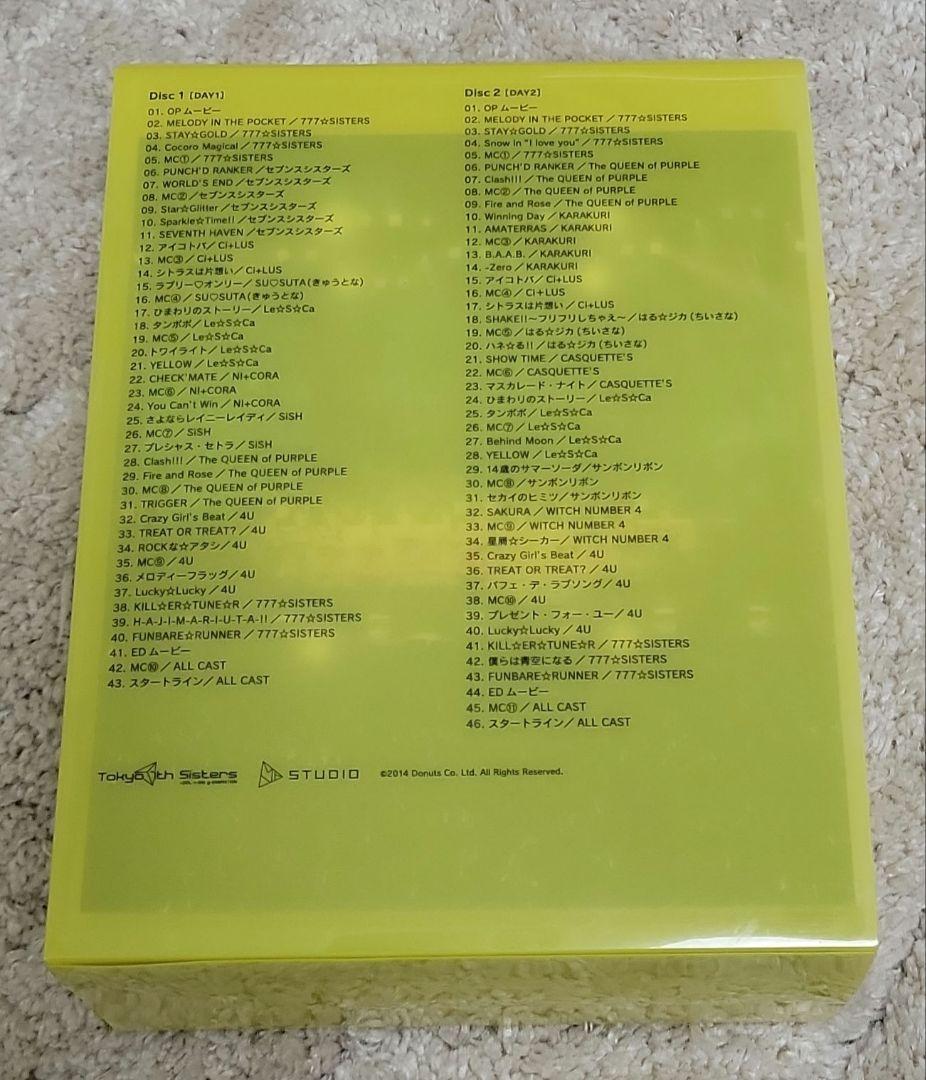 Disc 1 [DAY1]
01. OPムービー
02. MELODY IN THE POCKET／777☆SISTERS
03. STAY☆GOLD／777☆SISTERS
04. Cocoro Magical／777☆SISTERS
05. MC①／777☆SISTERS
06. PUNCH'D RANKER／セブンスシスターズ
07. WORLD'S END／セブンスシスターズ
08. MC②／セブンスシスターズ
09. Star☆Glitter／セブンスシスターズ
10. Sparkle☆Time!!／セブンスシスターズ
11. SEVENTH HAVEN／セブンスシスターズ
12. アイコトバ／Ci+LUS
13. MC③／Ci+LUS
14. シトラスは片想い／Ci+LUS
15. ラブリー♡オンリー／SU♡SUTA(きゅうとな)
16. MC④／SU♡SUTA(きゅうとな)
17. ひまわりのストーリー／Le☆S☆Ca
18. タンポポ／Le☆S☆Ca
19. MC⑤／Le☆S☆Ca
20. トワイライト／Le☆S☆Ca
21. YELLOW／Le☆S☆Ca
22. CHECK'MATE／NI+CORA
23. MC⑥／NI+CORA
24. You Can't Win／NI+CORA
25. さよならレイニーレイディ／SiSH
26. MC⑦／SiSH
27. プレシャス・セトラ／SiSH
28. Clash!!!／The QUEEN of PURPLE
29. Fire and Rose／The QUEEN of PURPLE
30. MC⑧／The QUEEN of PURPLE
31. TRIGGER／The QUEEN of PURPLE
32. Crazy Girl's Beat／4U
33. TREAT OR TREAT?／4U
34. ROCKな☆アタシ／4U
35. MC⑨／4U
36. メロディーフラッグ／4U
37. Lucky☆Lucky／4U
38. KILL☆ER☆TUNE☆R／777☆SISTERS
39. H-A-J-I-M-A-R-I-U-T-A-!!／777☆SISTERS
40. FUNBARE☆RUNNER／777☆SISTERS
41. EDムービー
42. MC⑩／ALL CAST
43. スタートライン／ALL CAST
Disc 2 [DAY2]
01. OPムービー
02. MELODY IN THE POCKET／777☆SISTERS
03. STAY☆GOLD／777☆SISTERS
04. Snow in "I love you"／777☆SISTERS
05. MC①／777☆SISTERS
06. PUNCH'D RANKER／The QUEEN of PURPLE
07. Clash!!!／The QUEEN of PURPLE
08. MC②／The QUEEN of PURPLE
09. Fire and Rose／The QUEEN of PURPLE
10. Winning Day／KARAKURI
11. AMATERRAS／KARAKURI
12. MC③／KARAKURI
13. B.A.A.B.／KARAKURI
14. -Zero／KARAKURI
15. アイコトバ／Ci+LUS
16. MC④／Ci+LUS
17. シトラスは片想い／Ci+LUS
18. SHAKE!!～フリフリしちゃえ～／はる☆ジカ(ちいさな)
19. MC⑤／はる☆ジカ(ちいさな)
20. ハネ☆る!!／はる☆ジカ(ちいさな)
21. SHOW TIME／CASQUETTE'S
22. MC⑥／CASQUETTE'S
23. マスカレード・ナイト／CASQUETTE'S
24. ひまわりのストーリー／Le☆S☆Ca
25. タンポポ／Le☆S☆Ca
26. MC⑦／Le☆S☆Ca
27. Behind Moon／Le☆S☆Ca
28. YELLOW／Le☆S☆Ca
29. 14歳のサマーソーダ／サンボンリボン
30. MC⑧／サンボンリボン
31. セカイのヒミツ／サンボンリボン
32. SAKURA／WITCH NUMBER 4
33. MC⑨／WITCH NUMBER 4
34. 星屑☆シーカー／WITCH NUMBER 4
35. Crazy Girl's Beat／4U
36. TREAT OR TREAT?／4U
37. パフェ・デ・ラブソング／4U
38. MC⑩／4U
39. プレゼント・フォー・ユー／4U
40. Lucky☆Lucky／4U
41. KILL☆ER☆TUNE☆R／777☆SISTERS
42. 僕らは青空になる／777☆SISTERS
43. FUNBARE☆RUNNER／777☆SISTERS
44. EDムービー
45. MC⑪／ALL CAST
46. スタートライン／ALL CAST
Tokyo 7th Sisters
STUDIO
©2014 Donuts Co. Ltd. All Rights Reserved.